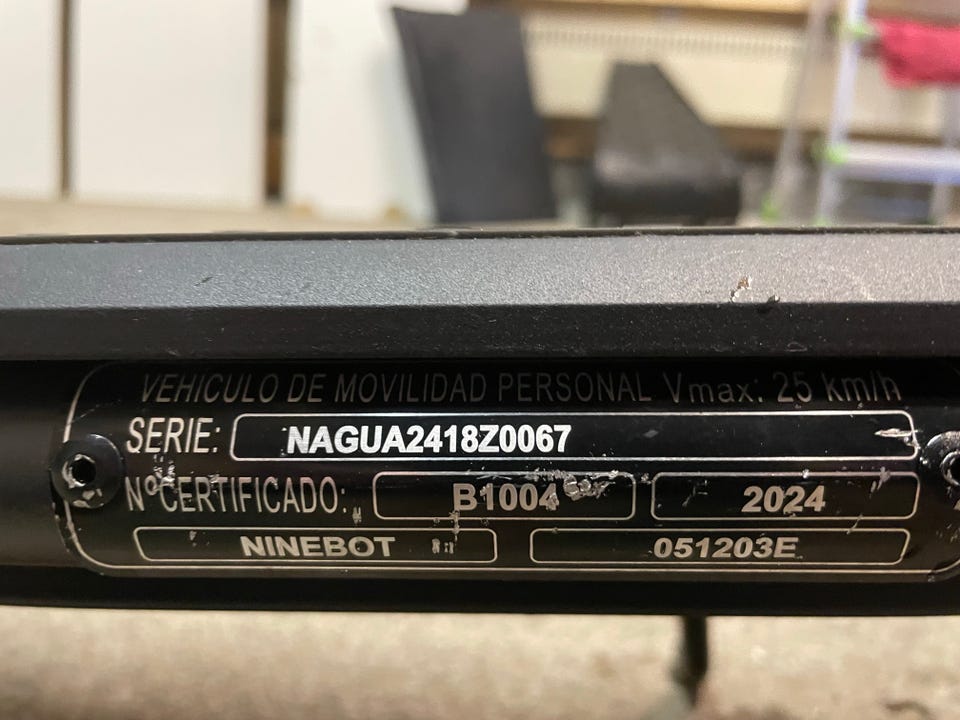 VEHICULO DE MOVILIDAD PERSONAL Vmax: 25 km/h
SERIE: NAGUA2418Z0067
NºCERTIFICADO: B1004 2024
NINEBOT 051203E